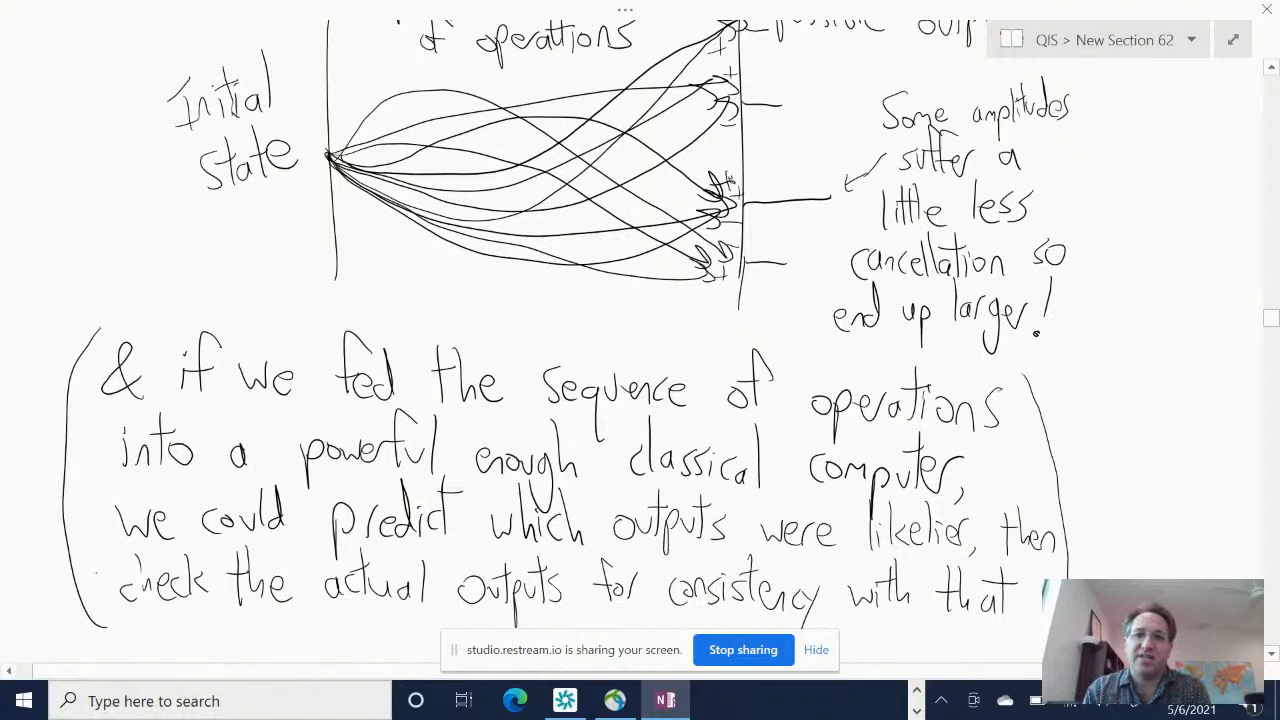 of operations
possible
QIS > New Section 62
Initial
state
Some amplitudes
suffer a
little less
cancellation so
end up larger!
(& if we fed the sequence of operations
into a powerful enough classical computer,
we could predict which outputs were likelier, then
check the actual outputs for consistency with that)
studio.restream.io is sharing your screen.
Stop sharing
Hide
Type here to search
5/6/2021
1